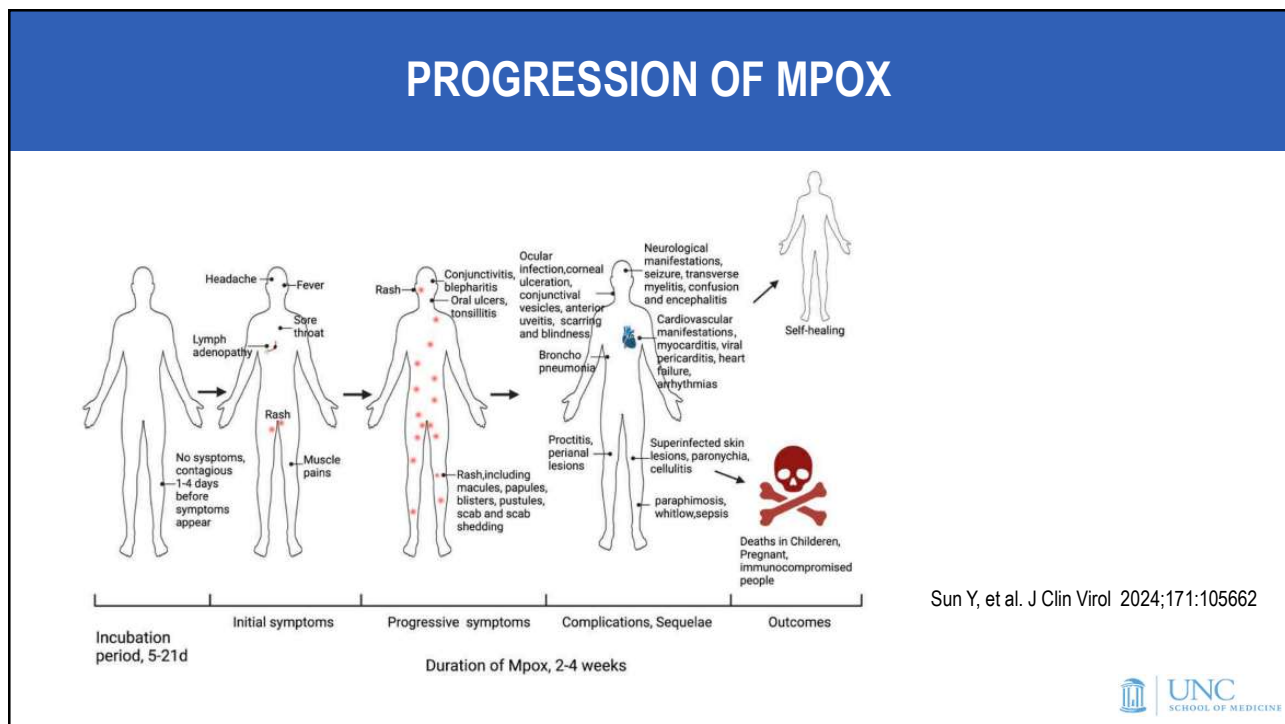 PROGRESSION OF MPOX
Headache
Fever
Sore
throat
Lymph
adenopathy
Rash
Muscle
pains
No sysptoms,
contagious
1-4 days
before
symptoms
appear
Rash
Conjunctivitis,
blepharitis
Oral ulcers,
tonsillitis
Rash,including
macules, papules,
blisters, pustules,
scab and scab
shedding
Ocular
infection,corneal
ulceration,
conjunctival
vesicles, anterior
uveitis, scarring
and blindness
Neurological
manifestations,
seizure, transverse
myelitis, confusion
and encephalitis
Cardiovascular
manifestations,
myocarditis, viral
pericarditis, heart
failure,
arrhythmias
Broncho
pneumonia
Proctitis,
perianal
lesions
Superinfected skin
lesions, paronychia,
cellulitis
paraphimosis,
whitlow,sepsis
Self-healing
Deaths in Childeren,
Pregnant,
immunocompromised
people
Incubation
period, 5-21d
Initial symptoms
Progressive symptoms
Complications, Sequelae
Outcomes
Duration of Mpox, 2-4 weeks
Sun Y, et al. J Clin Virol 2024;171:105662
UNC
SCHOOL OF MEDICINE